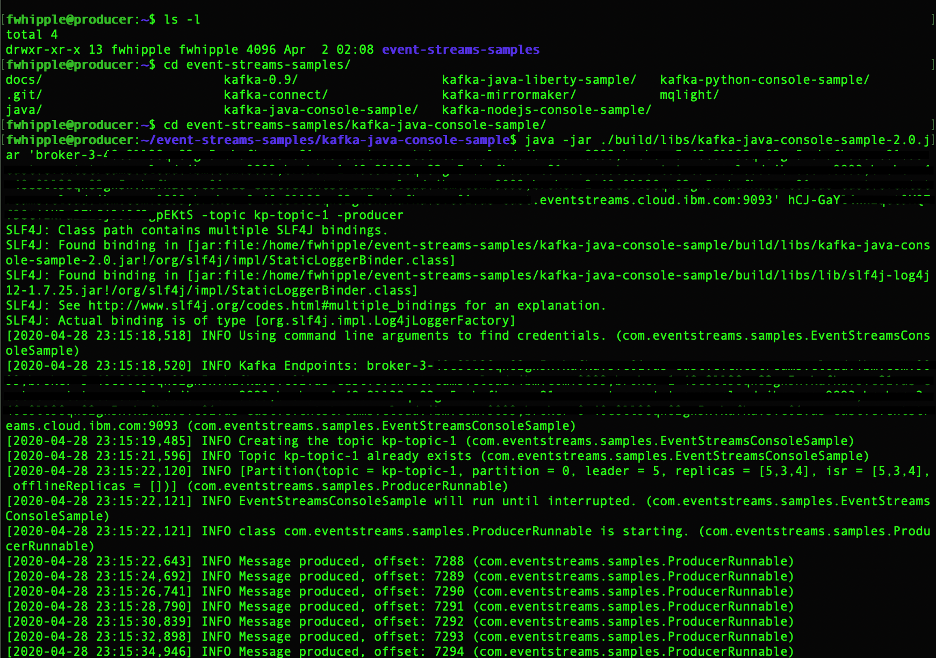 [fwhipple@producer:~$ ls -l ]
total 4
drwxr-xr-x 13 fwhipple fwhipple 4096 Apr  2 02:08 event-streams-samples
[fwhipple@producer:~$ cd event-streams-samples/ ]
docs/ kafka-0.9/ kafka-java-liberty-sample/ kafka-python-console-sample/
.git/ kafka-connect/ kafka-mirrormaker/ mqlight/
java/ kafka-java-console-sample/ kafka-nodejs-console-sample/
[fwhipple@producer:~$ cd event-streams-samples/kafka-java-console-sample/ ]
[fwhipple@producer:~/event-streams-samples/kafka-java-console-sample$ java -jar ./build/libs/kafka-java-console-sample-2.0.j]
ar 'broker-3-
.eventstreams.cloud.ibm.com:9093' hCJ-GaY
pEKtS -topic kp-topic-1 -producer
SLF4J: Class path contains multiple SLF4J bindings.
SLF4J: Found binding in [jar:file:/home/fwhipple/event-streams-samples/kafka-java-console-sample/build/libs/kafka-java-cons
ole-sample-2.0.jar!/org/slf4j/impl/StaticLoggerBinder.class]
SLF4J: Found binding in [jar:file:/home/fwhipple/event-streams-samples/kafka-java-console-sample/build/libs/lib/slf4j-log4j
12-1.7.25.jar!/org/slf4j/impl/StaticLoggerBinder.class]
SLF4J: See http://www.slf4j.org/codes.html#multiple_bindings for an explanation.
SLF4J: Actual binding is of type [org.slf4j.impl.Log4jLoggerFactory]
[2020-04-28 23:15:18,518] INFO Using command line arguments to find credentials. (com.eventstreams.samples.EventStreamsCons
oleSample)
[2020-04-28 23:15:18,520] INFO Kafka Endpoints: broker-3-
eams.cloud.ibm.com:9093 (com.eventstreams.samples.EventStreamsConsoleSample)
[2020-04-28 23:15:19,485] INFO Creating the topic kp-topic-1 (com.eventstreams.samples.EventStreamsConsoleSample)
[2020-04-28 23:15:21,596] INFO Topic kp-topic-1 already exists (com.eventstreams.samples.EventStreamsConsoleSample)
[2020-04-28 23:15:22,120] INFO [Partition(topic = kp-topic-1, partition = 0, leader = 5, replicas = [5,3,4], isr = [5,3,4],
offlineReplicas = [])] (com.eventstreams.samples.ProducerRunnable)
[2020-04-28 23:15:22,121] INFO EventStreamsConsoleSample will run until interrupted. (com.eventstreams.samples.EventStreams
ConsoleSample)
[2020-04-28 23:15:22,121] INFO class com.eventstreams.samples.ProducerRunnable is starting. (com.eventstreams.samples.Produ
cerRunnable)
[2020-04-28 23:15:22,643] INFO Message produced, offset: 7288 (com.eventstreams.samples.ProducerRunnable)
[2020-04-28 23:15:24,692] INFO Message produced, offset: 7289 (com.eventstreams.samples.ProducerRunnable)
[2020-04-28 23:15:26,741] INFO Message produced, offset: 7290 (com.eventstreams.samples.ProducerRunnable)
[2020-04-28 23:15:28,790] INFO Message produced, offset: 7291 (com.eventstreams.samples.ProducerRunnable)
[2020-04-28 23:15:30,839] INFO Message produced, offset: 7292 (com.eventstreams.samples.ProducerRunnable)
[2020-04-28 23:15:32,898] INFO Message produced, offset: 7293 (com.eventstreams.samples.ProducerRunnable)
[2020-04-28 23:15:34,946] INFO Message produced, offset: 7294 (com.eventstreams.samples.ProducerRunnable)